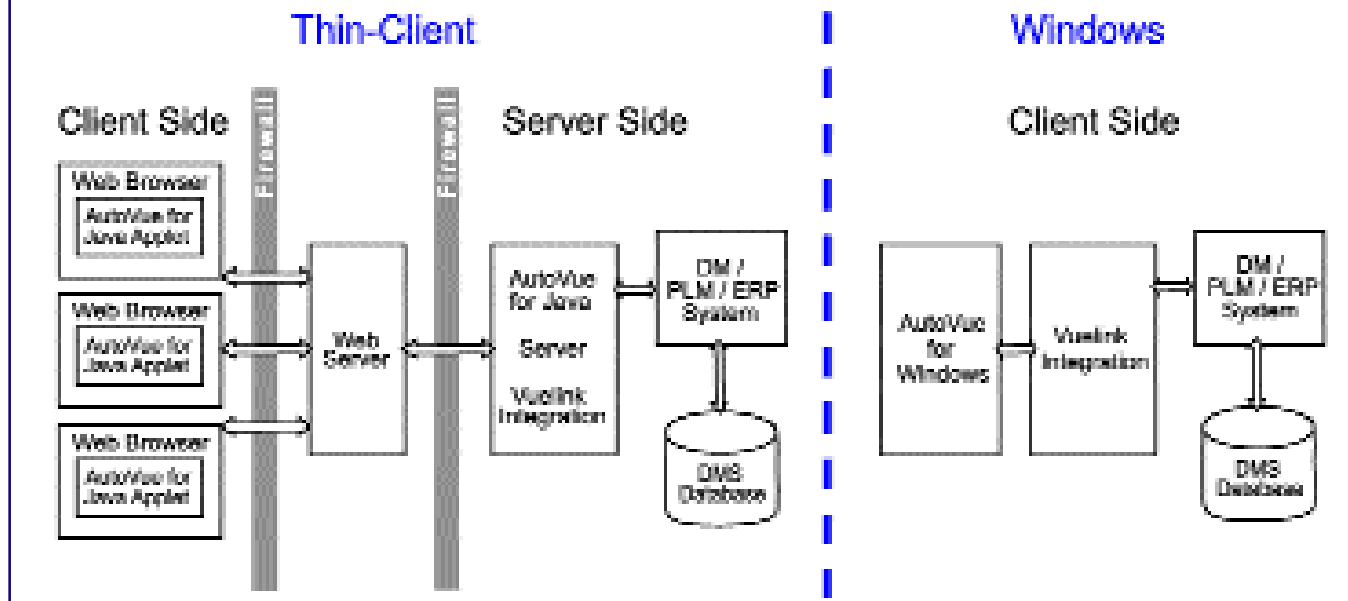 Thin-Client
Windows
Client Side
Firewall
Firewall
Server Side
Client Side
Web Browser
AutoVue for
Java Applet
Web Browser
AutoVue for
Java Applet
Web Browser
AutoVue for
Java Applet
Web
Server
AutoVue
for Java
Server
Vuelink
Integration
DM /
PLM / ERP
System
DMS
Database
AutoVue
for
Windows
Vuelink
Integration
DM /
PLM / ERP
System
DMS
Database